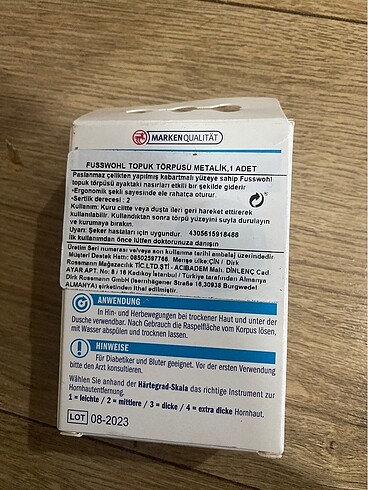 MARKENQUALITÄT
FUSSWOHL TOPUK TÖRPÜSÜ METALİK,1 ADET
Paslanmaz çelikten yapılmış kabartmalı yüzeye sahip Fusswohl
topuk törpüsü ayaktaki nasırları etkili bir şekilde giderir
-Ergonomik şekli sayesinde ele rahatça oturur.
-Sertlik derecesi : 2
Kullanım: Kuru ciltte veya duşta ileri geri hareket ettirerek
kullanılabilir. Kullandıktan sonra törpü yüzeyini suyla durulayın
ve kurumaya bırakın.
Uyarı: Şeker hastaları için uygundur. 4305615918468
İlk kullanımdan önce lütfen doktorunuza danışın
Üretim Seri numarası ve/veya son kullanma tarihi ambalaj üzerindedir.
Müşteri Destek Hattı: 08502597766. Menşe Ülke:ÇİN / Dirk
Rossmann Mağazacılık TİC.LTD.ŞTİ - ACIBADEM Mah. DİNLENÇ Cad
AYAR APT. No: 8 / 16 Kadıköy İstanbul / Türkiye tarafından Almanya
Dirk Rossmann GmbH (Isernhägener Straße 16,30938 Burgwedel
ALMANYA) şirketinden ithal edilmiştir.
ANWENDUNG
In Hin- und Herbewegungen bei trockener Haut und unter der
Dusche verwendbar. Nach Gebrauch die Raspelfläche vom Korpus lösen,
mit Wasser abspülen und trocknen lassen.
HINWEISE
Für Diabetiker und Bluter geeignet. Vor der ersten Verwendung
bitte den Arzt konsultieren.
Wählen Sie anhand der Härtegrad-Skala das richtige Instrument zur
Hornhautentfernung.
1 = leichte / 2 = mittlere / 3 = dicke / 4 = extra dicke Hornhaut.
LOT 08-2023